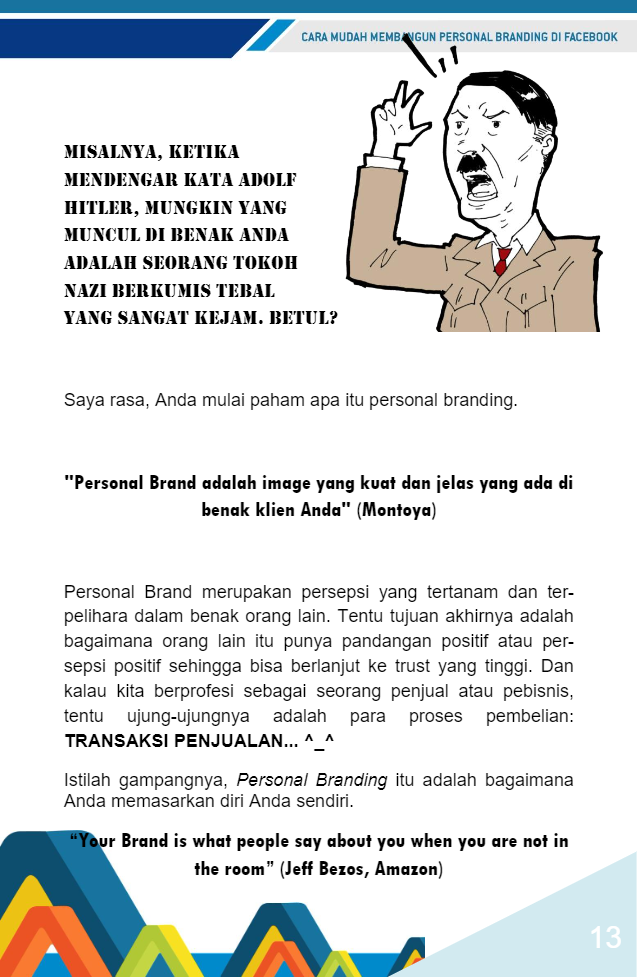 CARA MUDAH MEMBANGUN PERSONAL BRANDING DI FACEBOOK
MISALNYA, KETIKA
MENDENGAR KATA ADOLF
HITLER, MUNGKIN YANG
MUNCUL DI BENAK ANDA
ADALAH SEORANG TOKOH
NAZI BERKUMIS TEBAL
YANG SANGAT KEJAM. BETUL?
Saya rasa, Anda mulai paham apa itu personal branding.
"Personal Brand adalah image yang kuat dan jelas yang ada di
benak klien Anda" (Montoya)
Personal Brand merupakan persepsi yang tertanam dan ter-
pelihara dalam benak orang lain. Tentu tujuan akhirnya adalah
bagaimana orang lain itu punya pandangan positif atau per-
sepsi positif sehingga bisa berlanjut ke trust yang tinggi. Dan
kalau kita berprofesi sebagai seorang penjual atau pebisnis,
tentu ujung-ujungnya adalah para proses pembelian:
TRANSAKSI PENJUALAN... ^_^
Istilah gampangnya, Personal Branding itu adalah bagaimana
Anda memasarkan diri Anda sendiri.
“Your Brand is what people say about you when you are not in
the room” (Jeff Bezos, Amazon)
13